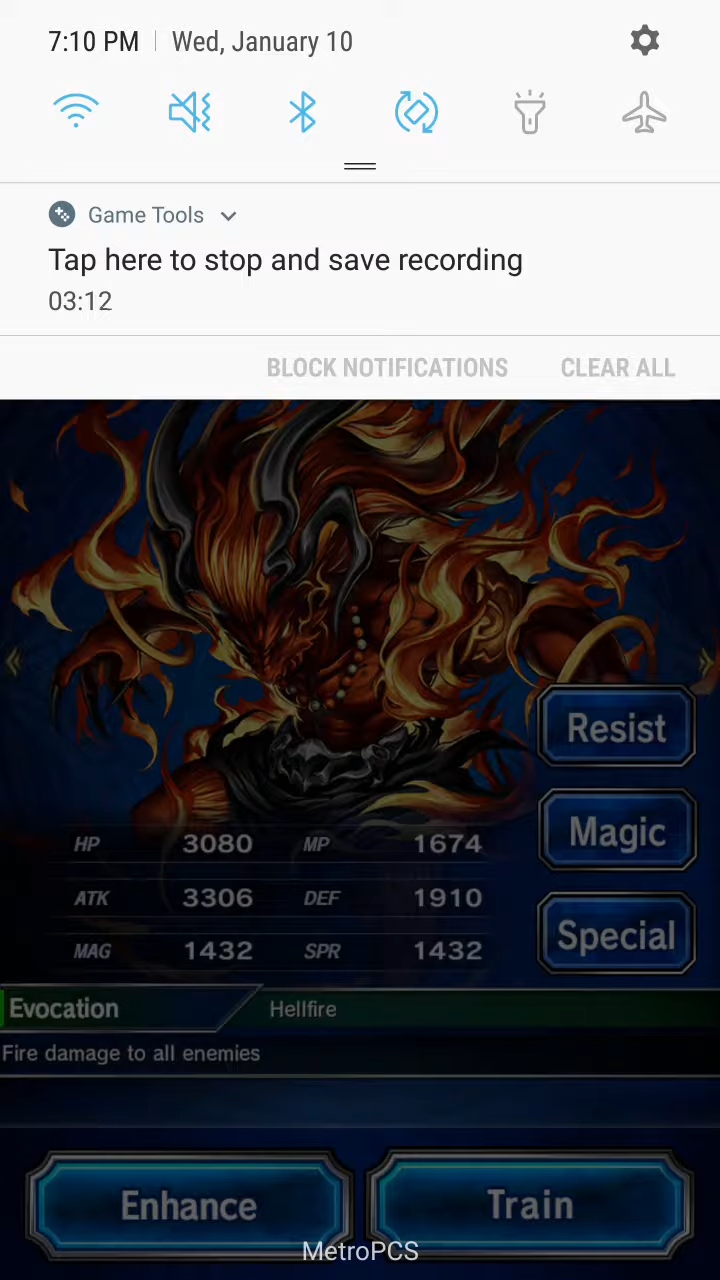 7:10 PM | Wed, January 10
Game Tools
Tap here to stop and save recording
03:12
BLOCK NOTIFICATIONS CLEAR ALL
Resist
Magic
Special
HP 3080 MP 1674
ATK 3306 DEF 1910
MAG 1432 SPR 1432
Evocation Hellfire
Fire damage to all enemies
Enhance Train
MetroPCS